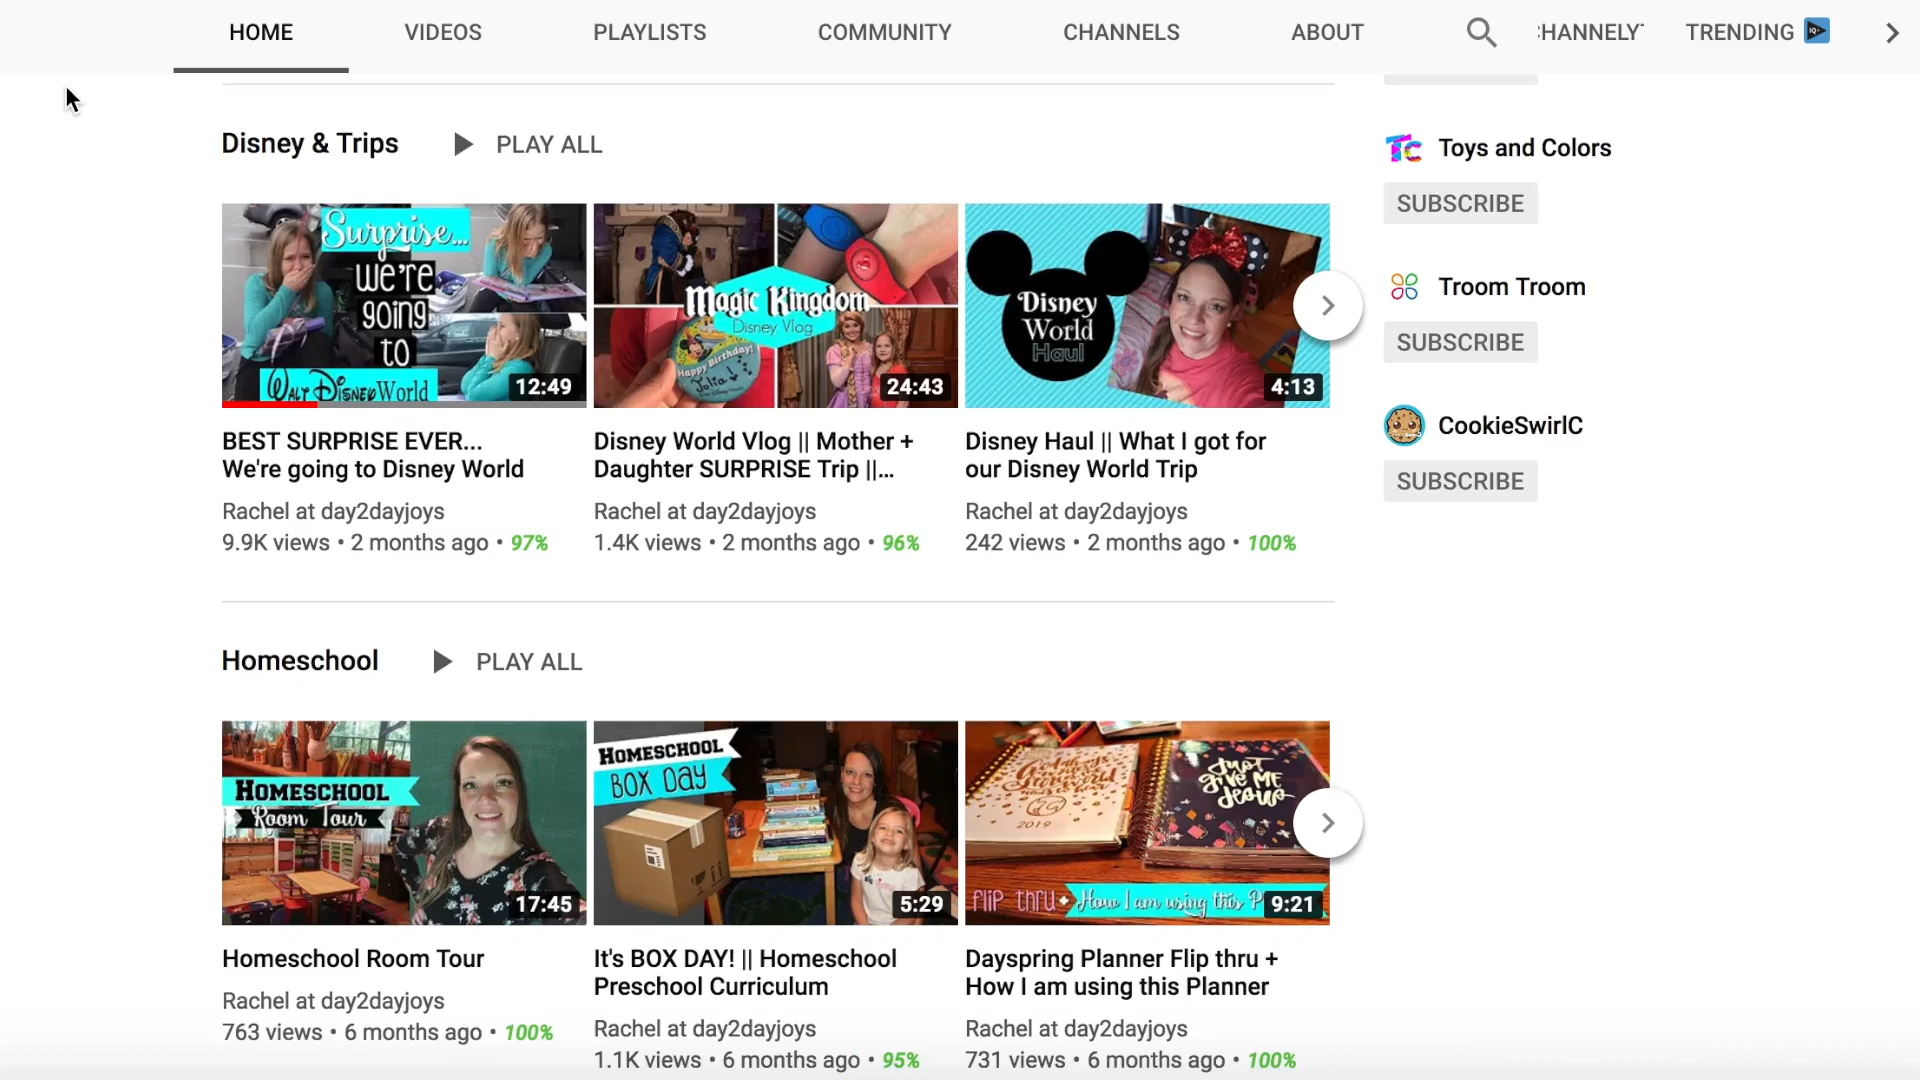 HOME VIDEOS PLAYLISTS COMMUNITY CHANNELS ABOUT HANNELY TRENDING
IQ
Disney & Trips PLAY ALL
Surprise...
we're
going
to
Walt Disney World
12:49
Magic Kingdom
Disney Vlog
Happy Birthday!
Julia!
24:43
Disney
World
Haul
4:13
BEST SURPRISE EVER...
We're going to Disney World
Rachel at day2dayjoys
9.9K views • 2 months ago • 97%
Disney World Vlog || Mother +
Daughter SURPRISE Trip ||...
Rachel at day2dayjoys
1.4K views • 2 months ago • 96%
Disney Haul || What I got for
our Disney World Trip
Rachel at day2dayjoys
242 views • 2 months ago • 100%
TC Toys and Colors
SUBSCRIBE
Troom Troom
SUBSCRIBE
CookieSwirlC
SUBSCRIBE
Homeschool PLAY ALL
HOMESCHOOL
Room Tour
17:45
HOMESCHOOL
BOX DAY
5:29
2019
Just
give me
Jesus
flip thru + How I am using this P
9:21
Homeschool Room Tour
Rachel at day2dayjoys
763 views • 6 months ago • 100%
It's BOX DAY! || Homeschool
Preschool Curriculum
Rachel at day2dayjoys
1.1K views • 6 months ago • 95%
Dayspring Planner Flip thru +
How I am using this Planner
Rachel at day2dayjoys
731 views • 6 months ago • 100%